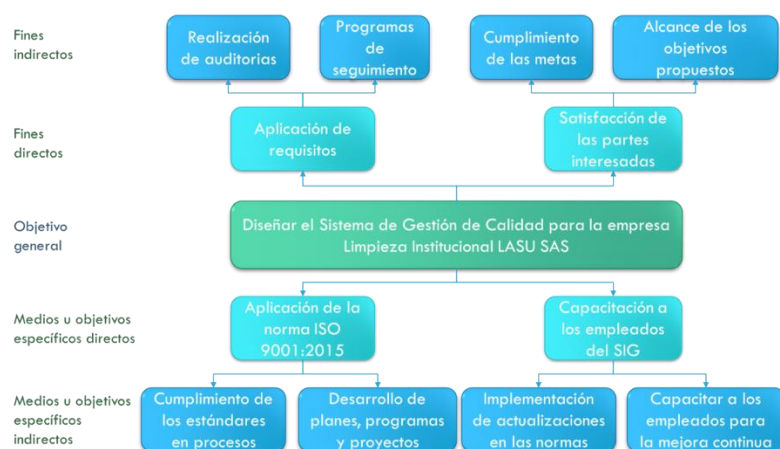 Fines
indirectos
Realización
de auditorias
Programas
de
seguimiento
Cumplimiento
de las metas
Alcance de los
objetivos
propuestos
Fines
directos
Aplicación de
requisitos
Satisfacción de
las partes
interesadas
Objetivo
general
Diseñar el Sistema de Gestión de Calidad para la empresa
Limpieza Institucional LASU SAS
Medios u objetivos
específicos directos
Aplicación de la
norma ISO
9001:2015
Capacitación a
los empleados
del SIG
Medios u objetivos
específicos
indirectos
Cumplimiento de
los estándares
en procesos
Desarrollo de
planes, programas
y proyectos
Implementación
de actualizaciones
en las normas
Capacitar a los
empleados para
la mejora continua